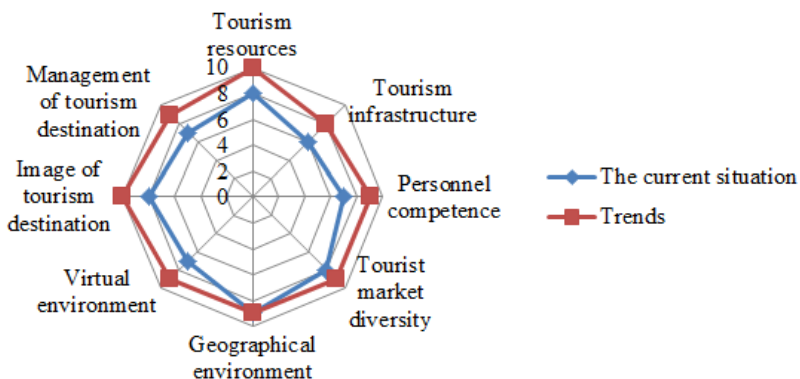 Tourism
resources
10
8
6
4
2
0
Tourism
infrastructure
Personnel
competence
Tourist
market
diversity
Geographical
environment
Virtual
environment
Image of
tourism
destination
Management
of tourism
destination
The current situation
Trends